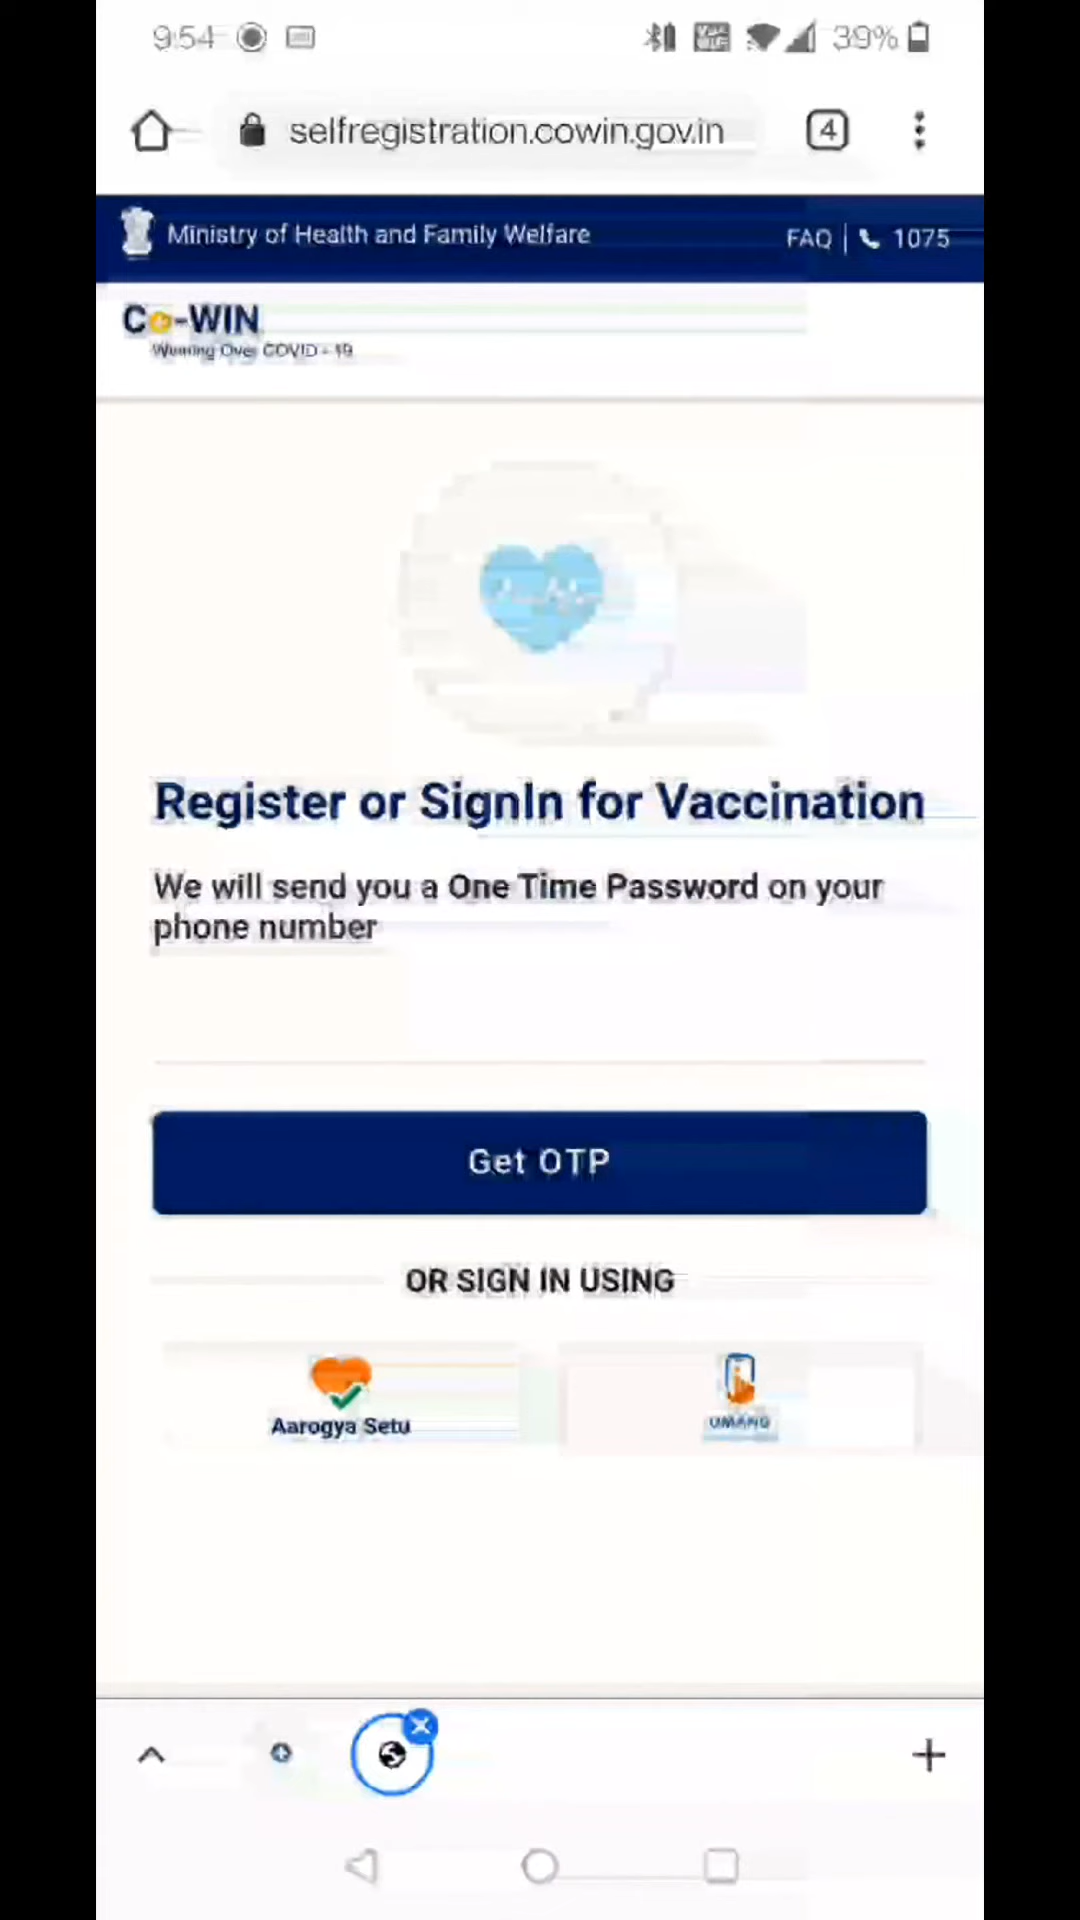 9:54 39%
selfregistration.cowin.gov.in 4
Ministry of Health and Family Welfare FAQ 1075
Co-WIN
Winning Over COVID - 19
Register or SignIn for Vaccination
We will send you a One Time Password on your
phone number
Get OTP
OR SIGN IN USING
Aarogya Setu UMANG